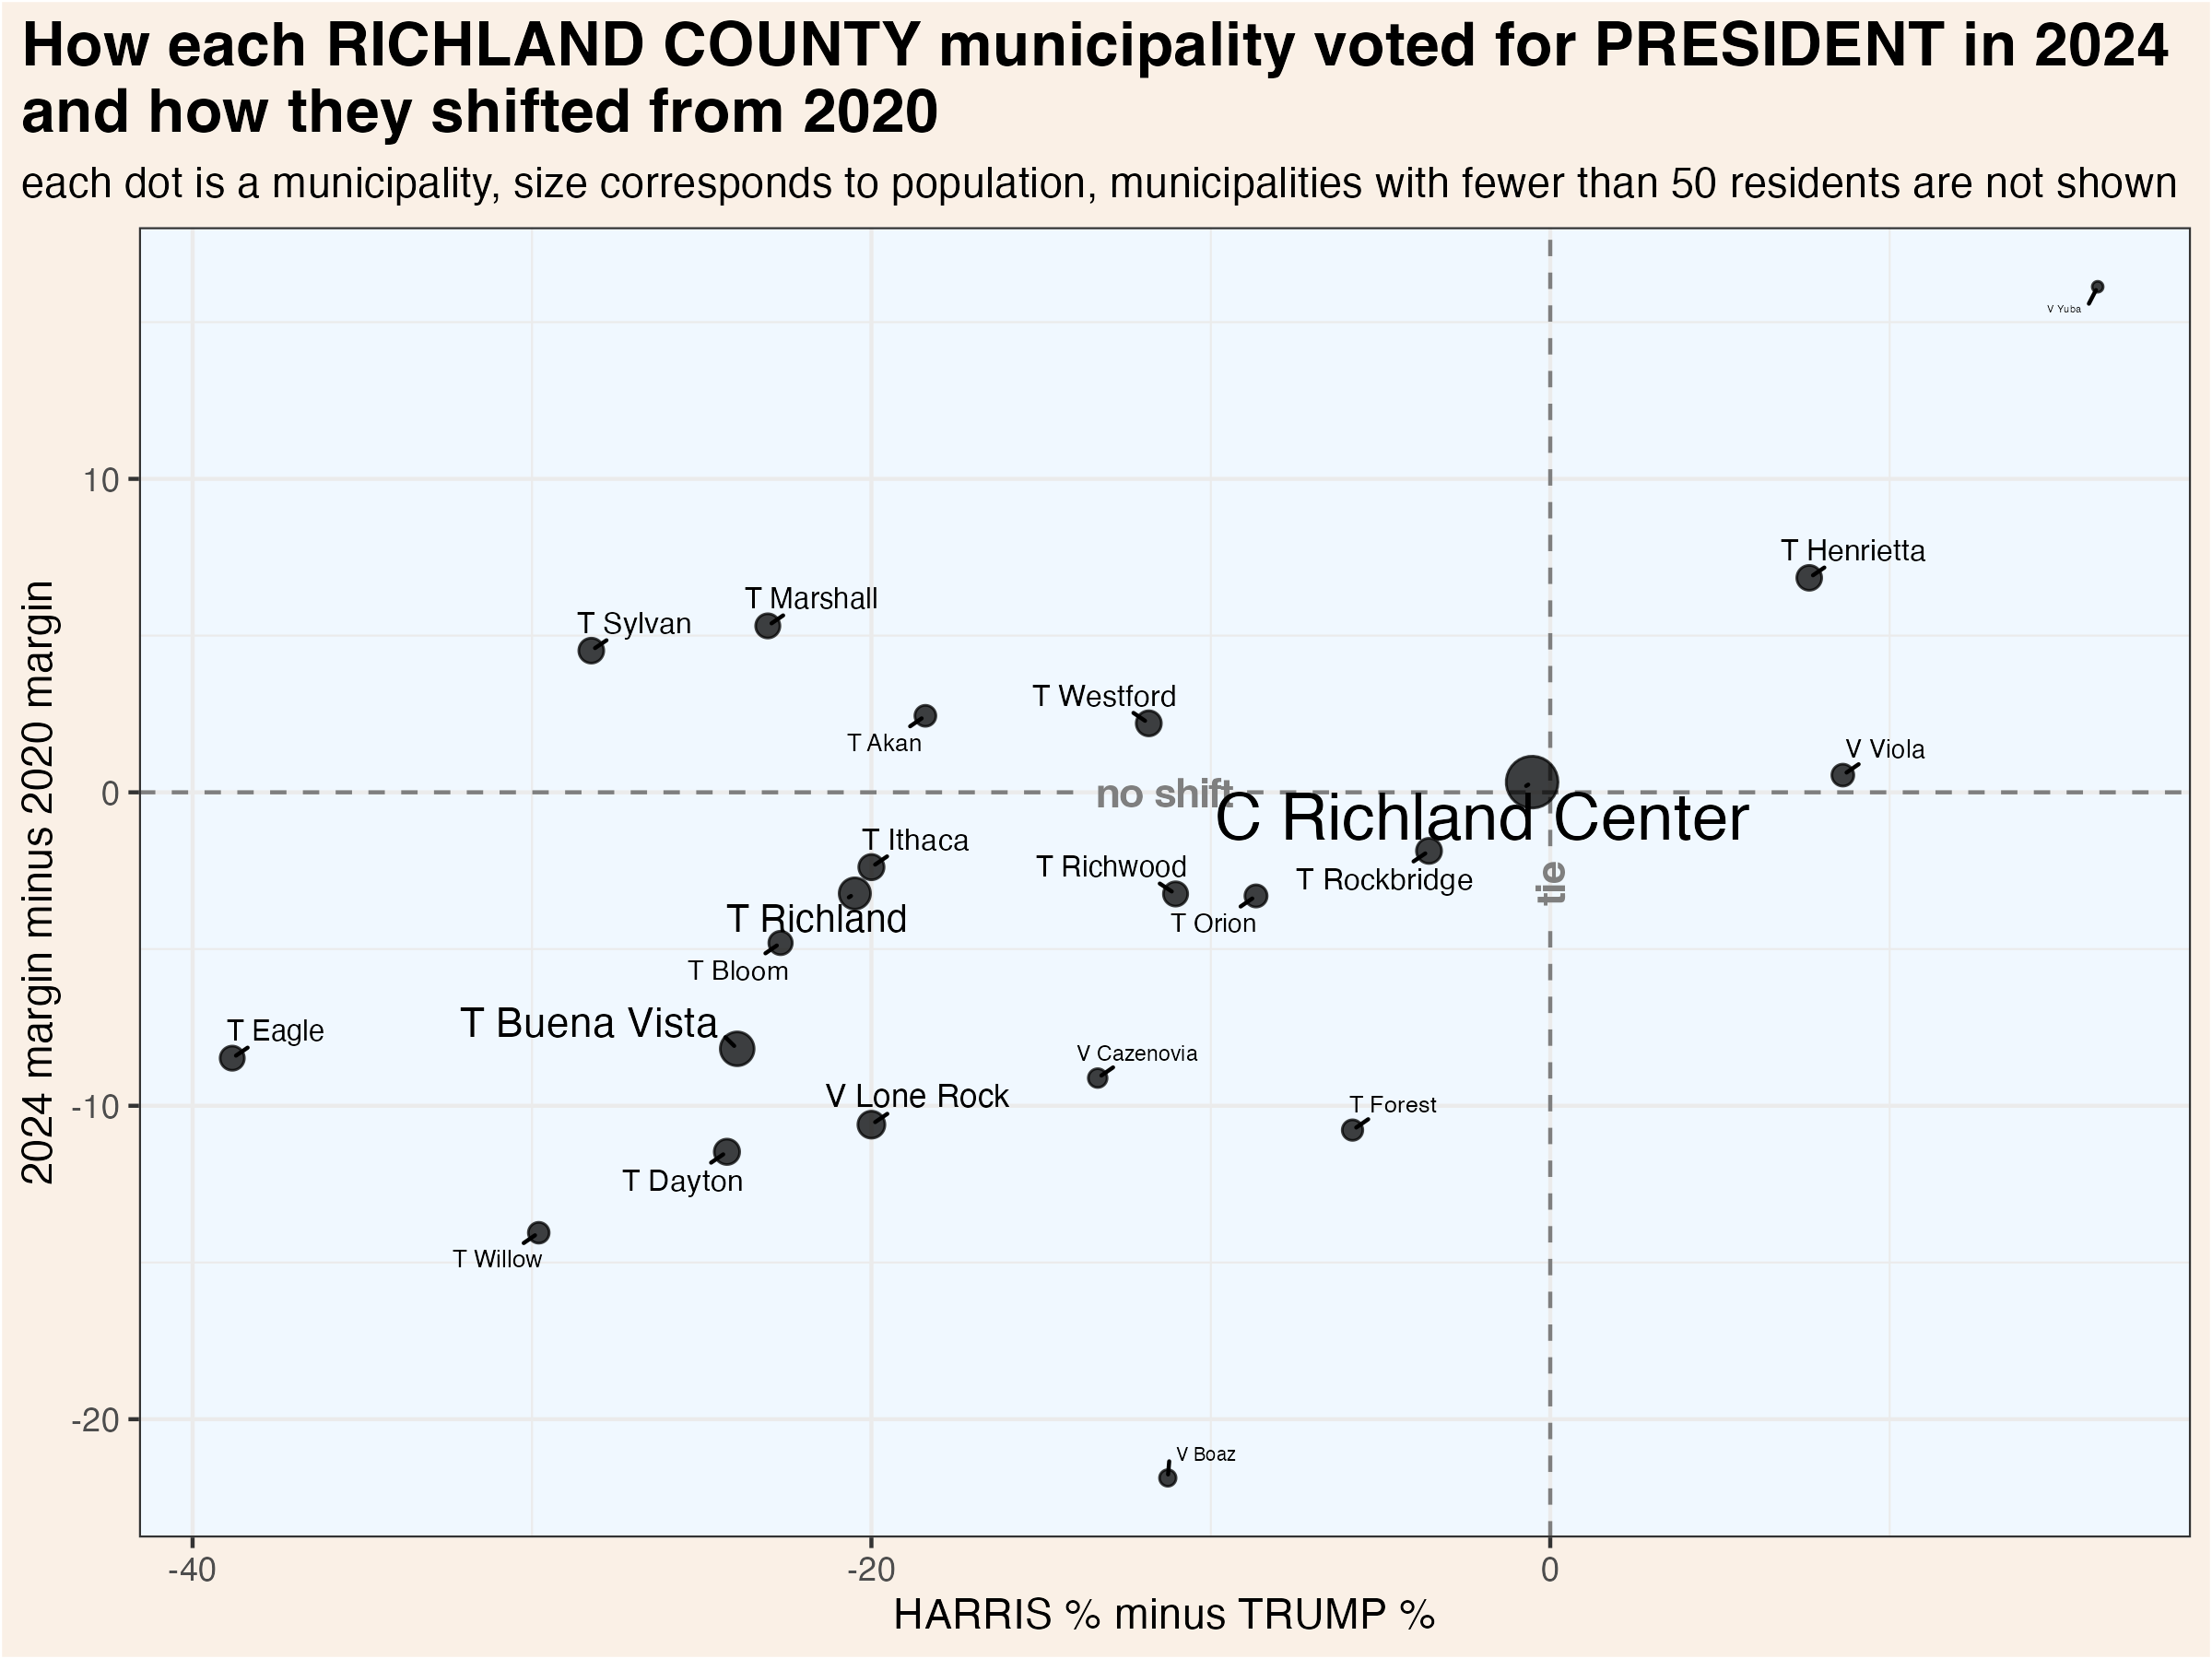 How each RICHLAND COUNTY municipality voted for PRESIDENT in 2024
and how they shifted from 2020
each dot is a municipality, size corresponds to population, municipalities with fewer than 50 residents are not shown
2024 margin minus 2020 margin
10
0
-10
-20
V Yuba
T Henrietta
T Marshall
T Sylvan
T Westford
T Akan
V Viola
no shift
C Richland Center
T Ithaca
T Richwood
T Rockbridge
tie
T Richland
T Orion
T Bloom
T Buena Vista
T Eagle
V Cazenovia
V Lone Rock
T Forest
T Dayton
T Willow
V Boaz
-40
-20
0
HARRIS % minus TRUMP %